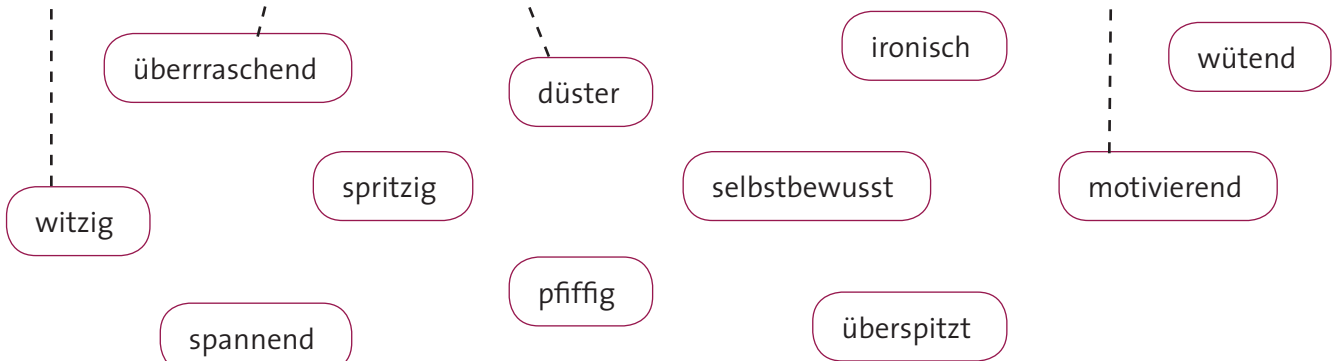 ironisch
wütend
überrraschend
düster
spritzig
selbstbewusst
motivierend
witzig
pfiffig
überspitzt
spannend